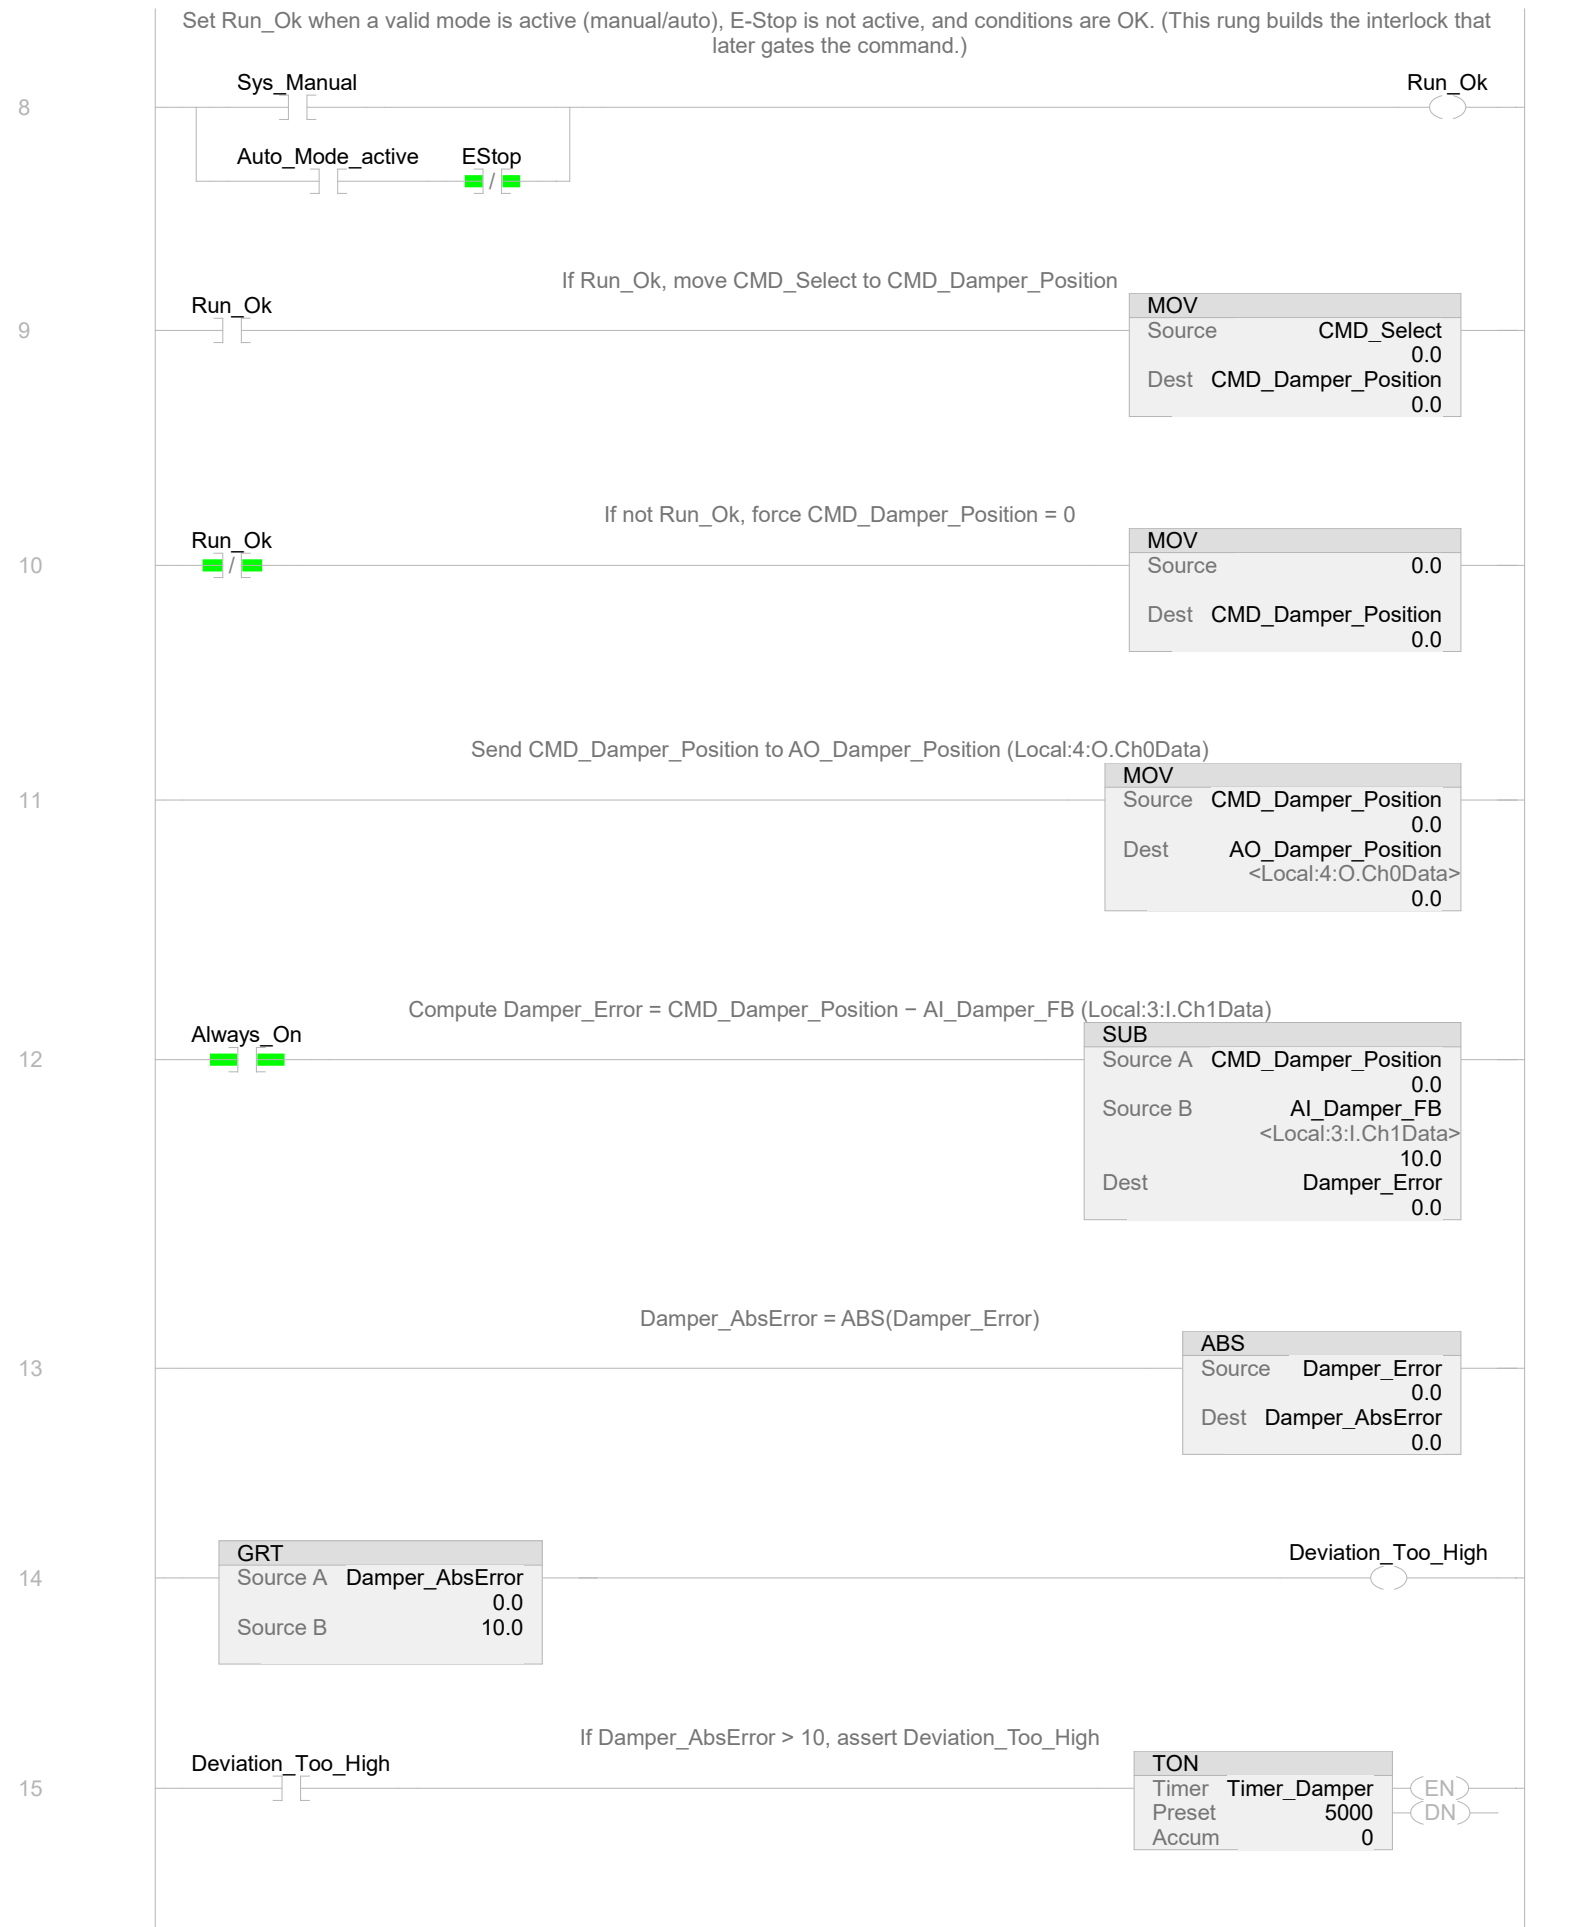 Set Run_Ok when a valid mode is active (manual/auto), E-Stop is not active, and conditions are OK. (This rung builds the interlock that
later gates the command.)
Sys_Manual
Run_Ok
8
Auto_Mode_active
EStop
/
If Run_Ok, move CMD_Select to CMD_Damper_Position
Run_Ok
9
MOV
Source CMD_Select
0.0
Dest CMD_Damper_Position
0.0
If not Run_Ok, force CMD_Damper_Position = 0
Run_Ok
10
/
MOV
Source 0.0
Dest CMD_Damper_Position
0.0
Send CMD_Damper_Position to AO_Damper_Position (Local:4:O.Ch0Data)
11
MOV
Source CMD_Damper_Position
0.0
Dest AO_Damper_Position
<Local:4:O.Ch0Data>
0.0
Compute Damper_Error = CMD_Damper_Position − AI_Damper_FB (Local:3:I.Ch1Data)
Always_On
12
SUB
Source A CMD_Damper_Position
0.0
Source B AI_Damper_FB
<Local:3:I.Ch1Data>
10.0
Dest Damper_Error
0.0
Damper_AbsError = ABS(Damper_Error)
13
ABS
Source Damper_Error
0.0
Dest Damper_AbsError
0.0
14
GRT
Source A Damper_AbsError
0.0
Source B 10.0
Deviation_Too_High
If Damper_AbsError > 10, assert Deviation_Too_High
Deviation_Too_High
15
TON
Timer Timer_Damper
Preset 5000
Accum 0
EN
DN